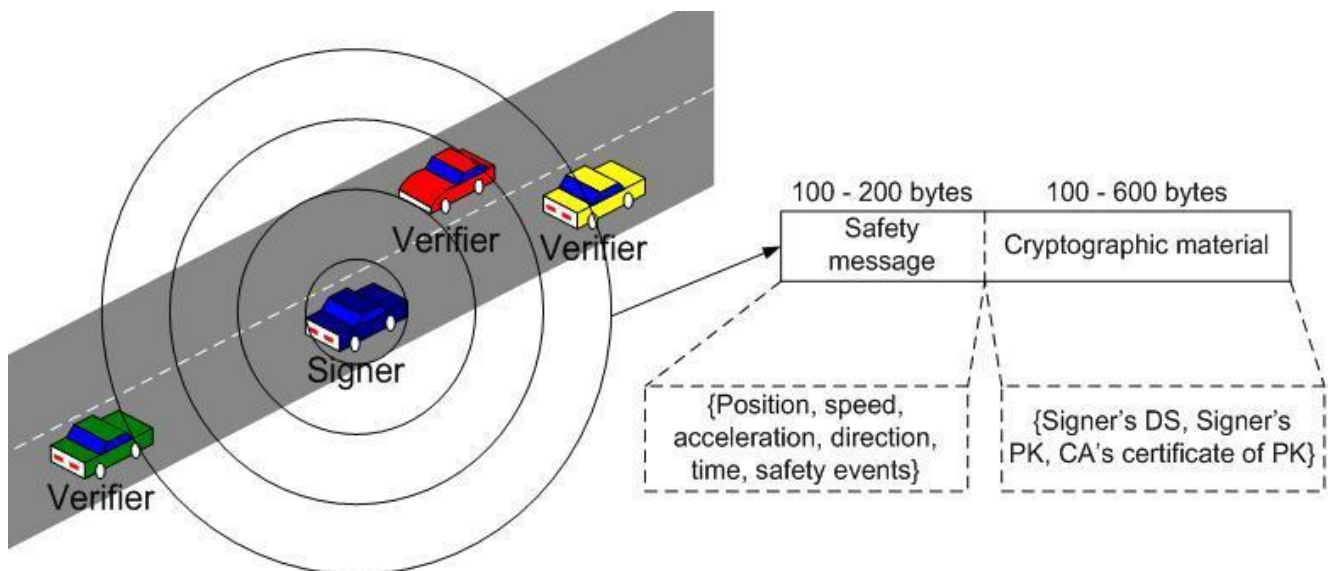 100 - 200 bytes
100 - 600 bytes
Safety
message
Cryptographic material
Verifier
Verifier
Signer
Verifier
{Position, speed,
acceleration, direction,
time, safety events}
{Signer's DS, Signer's
PK, CA's certificate of PK}